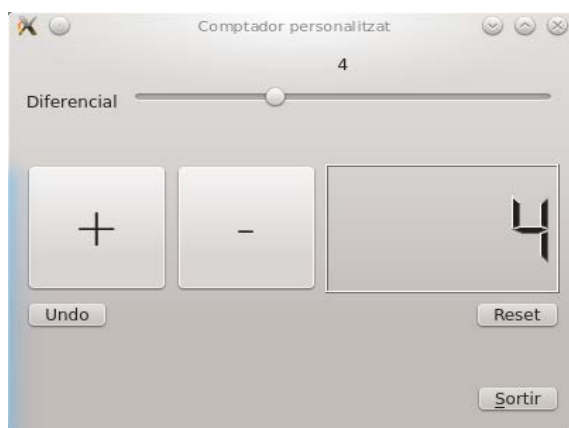 Comptador personalitzat
4
Diferencial
+ - 4
Undo Reset
Sortir